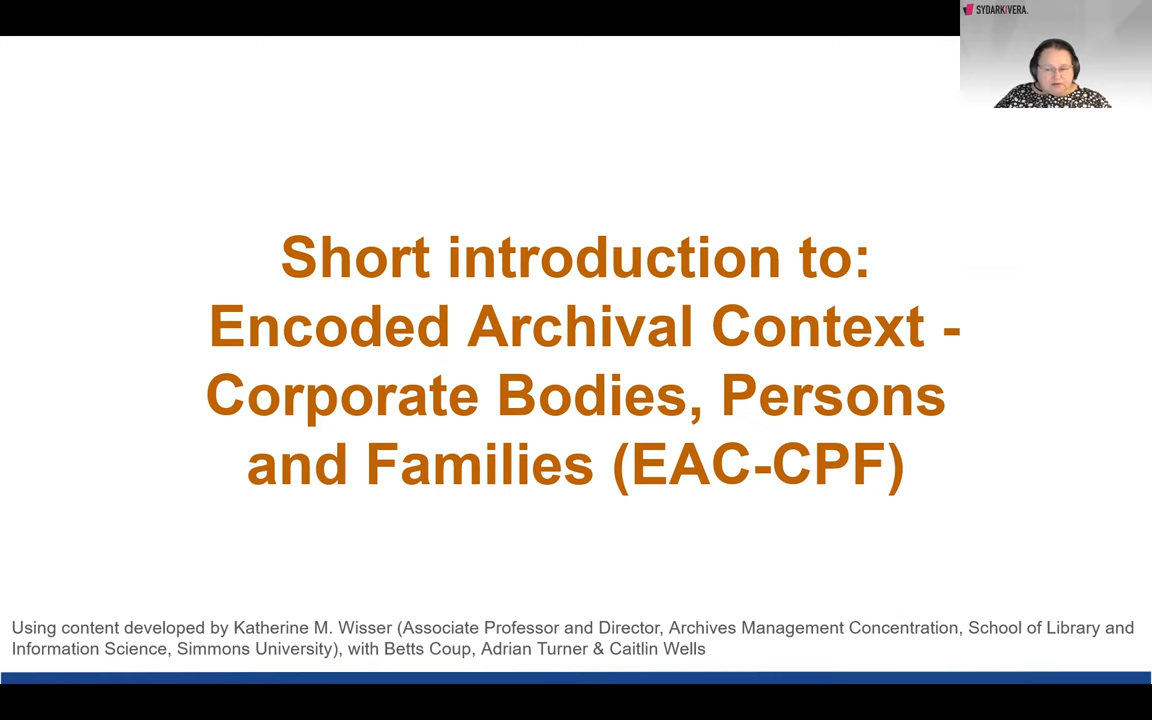 SYDARKIVERA.
Short introduction to:
Encoded Archival Context -
Corporate Bodies, Persons
and Families (EAC-CPF)
Using content developed by Katherine M. Wisser (Associate Professor and Director, Archives Management Concentration, School of Library and
Information Science, Simmons University), with Betts Coup, Adrian Turner & Caitlin Wells